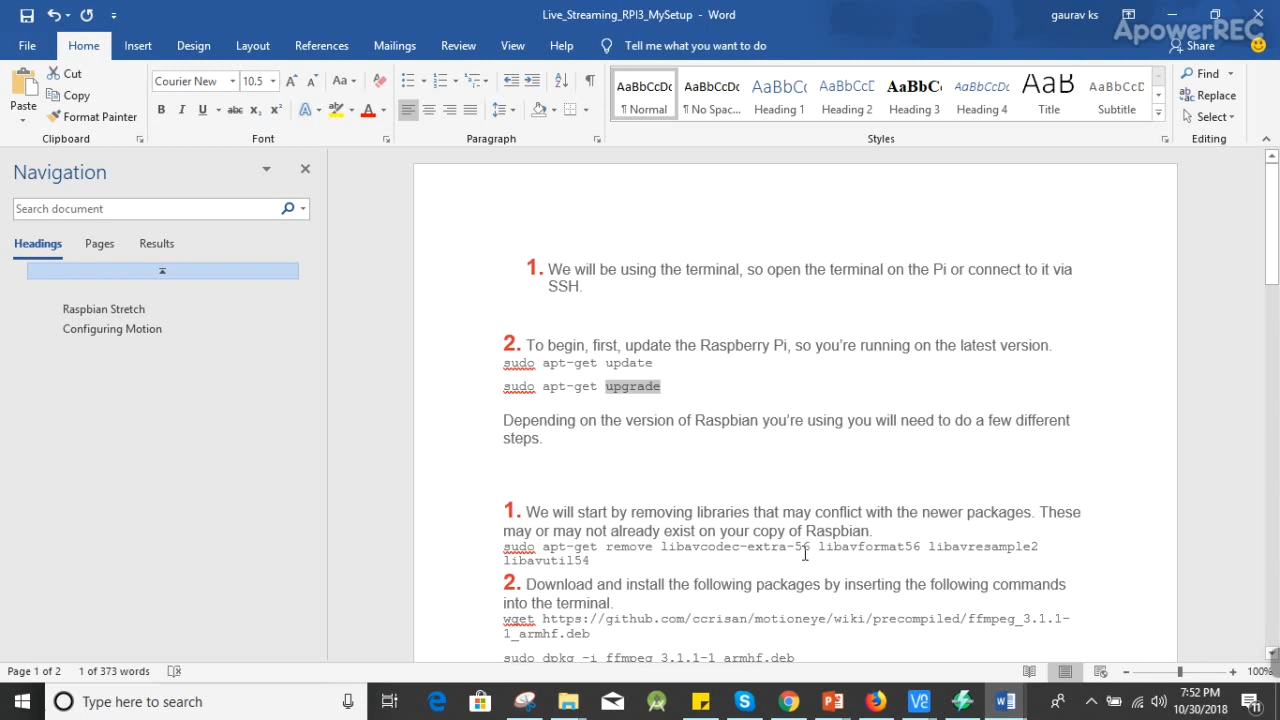 Live_Streaming_RPI3_MySetup - Word
gaurav ks
ApowerREC
File Home Insert Design Layout References Mailings Review View Help Tell me what you want to do Share
Paste
Cut
Copy
Format Painter
Clipboard
Courier New 10.5
Font
Paragraph
AaBbCcDc AaBbCcDc AaBbC( AaBbCcD AaBbC( AaBbCcDc AaB AaBbCcD
¶ Normal ¶ No Spac... Heading 1 Heading 2 Heading 3 Heading 4 Title Subtitle
Styles
Find
Replace
Select
Editing
Navigation
Search document
Headings Pages Results
Raspbian Stretch
Configuring Motion
1. We will be using the terminal, so open the terminal on the Pi or connect to it via
SSH.
2. To begin, first, update the Raspberry Pi, so you’re running on the latest version.
sudo apt-get update
sudo apt-get upgrade
Depending on the version of Raspbian you’re using you will need to do a few different
steps.
1. We will start by removing libraries that may conflict with the newer packages. These
may or may not already exist on your copy of Raspbian.
sudo apt-get remove libavcodec-extra-56 libavformat56 libavresample2
libavutil54
2. Download and install the following packages by inserting the following commands
into the terminal.
wget https://github.com/ccrisan/motioneye/wiki/precompiled/ffmpeg_3.1.1-
1_armhf.deb
sudo dpkg -i ffmpeg_3.1.1-1_armhf.deb
Page 1 of 2 1 of 373 words 100%
Type here to search
7:52 PM
10/30/2018
11